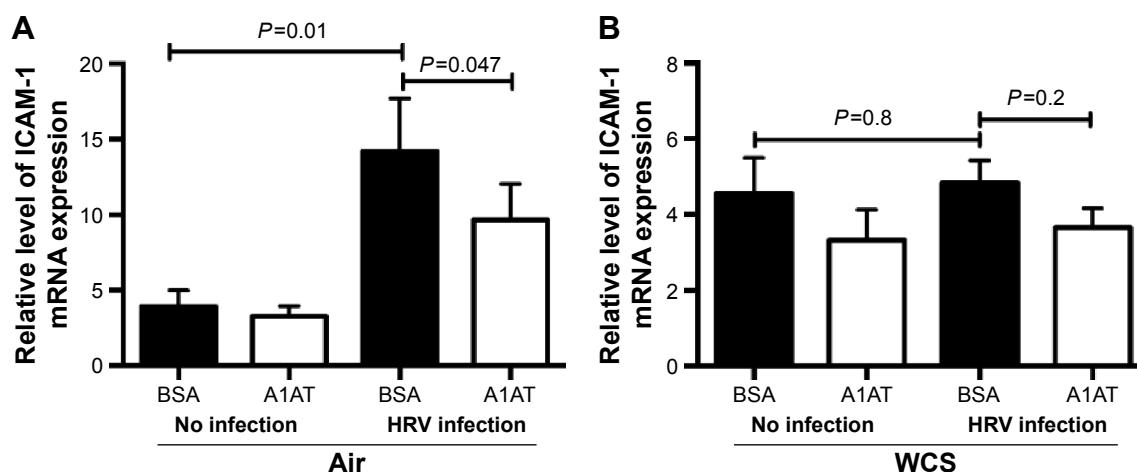 A
Relative level of ICAM-1
mRNA expression
20
15
10
5
0
P=0.01
P=0.047
BSA A1AT BSA A1AT
No infection HRV infection
Air
B
Relative level of ICAM-1
mRNA expression
8
6
4
2
0
P=0.8
P=0.2
BSA A1AT BSA A1AT
No infection HRV infection
WCS